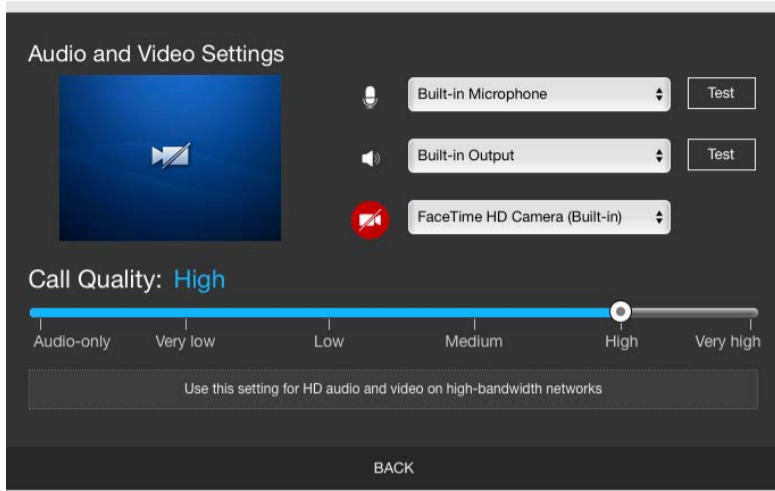 Audio and Video Settings
Built-in Microphone
Test
Built-in Output
Test
FaceTime HD Camera (Built-in)
Call Quality: High
Audio-only Very low Low Medium High Very high
Use this setting for HD audio and video on high-bandwidth networks
BACK